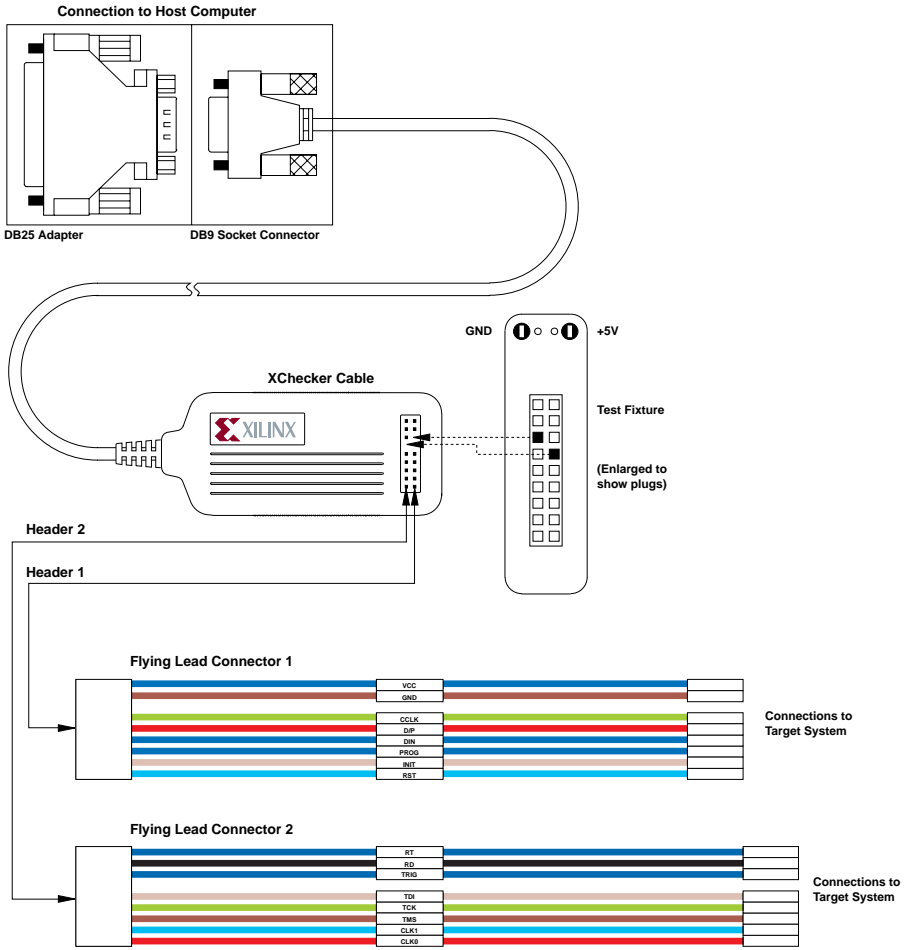 Connection to Host Computer
DB25 Adapter
DB9 Socket Connector
GND
+5V
XChecker Cable
Test Fixture
XILINX
(Enlarged to
show plugs)
Header 2
Header 1
Flying Lead Connector 1
VCC
GND
CCLK
D/P
DIN
PROG
INIT
RST
Connections to
Target System
Flying Lead Connector 2
RT
RD
TRIG
TDI
TCK
TMS
CLK1
CLK0
Connections to
Target System